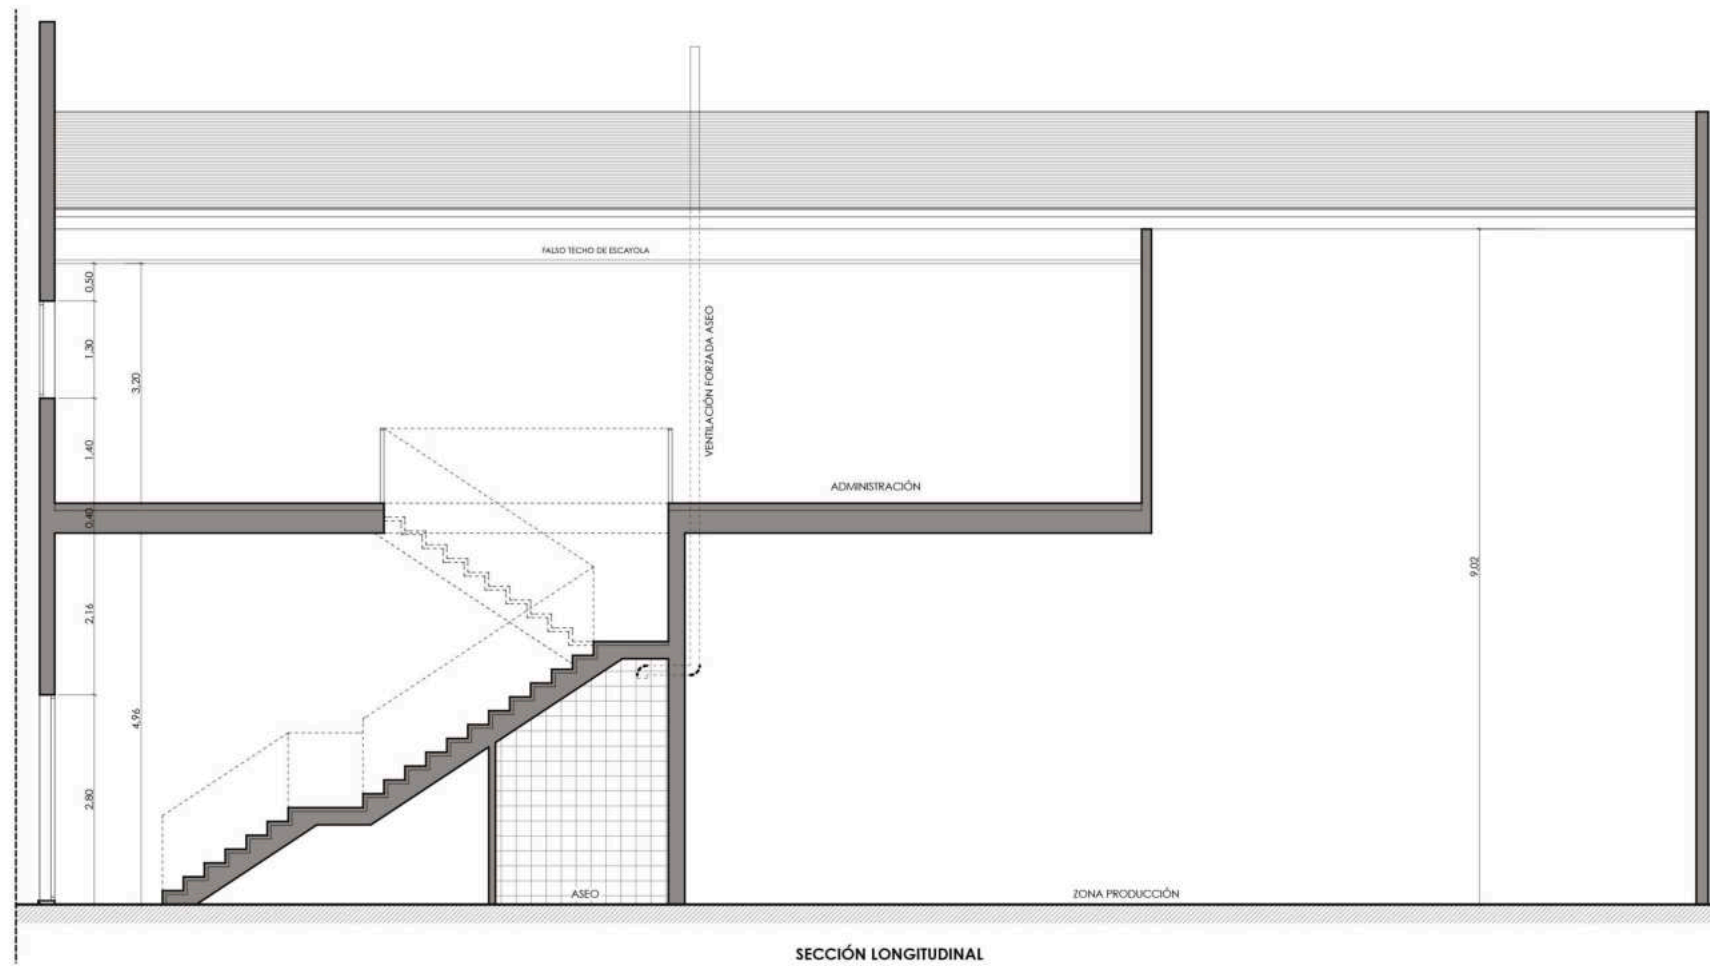 FALSO TECHO DE ESCAYOLA
0,50
1,30
3,20
1,40
0,40
2,16
4,96
2,80
VENTILACIÓN FORZADA ASEO
ADMINISTRACIÓN
9,02
ASEO
ZONA PRODUCCIÓN
SECCIÓN LONGITUDINAL